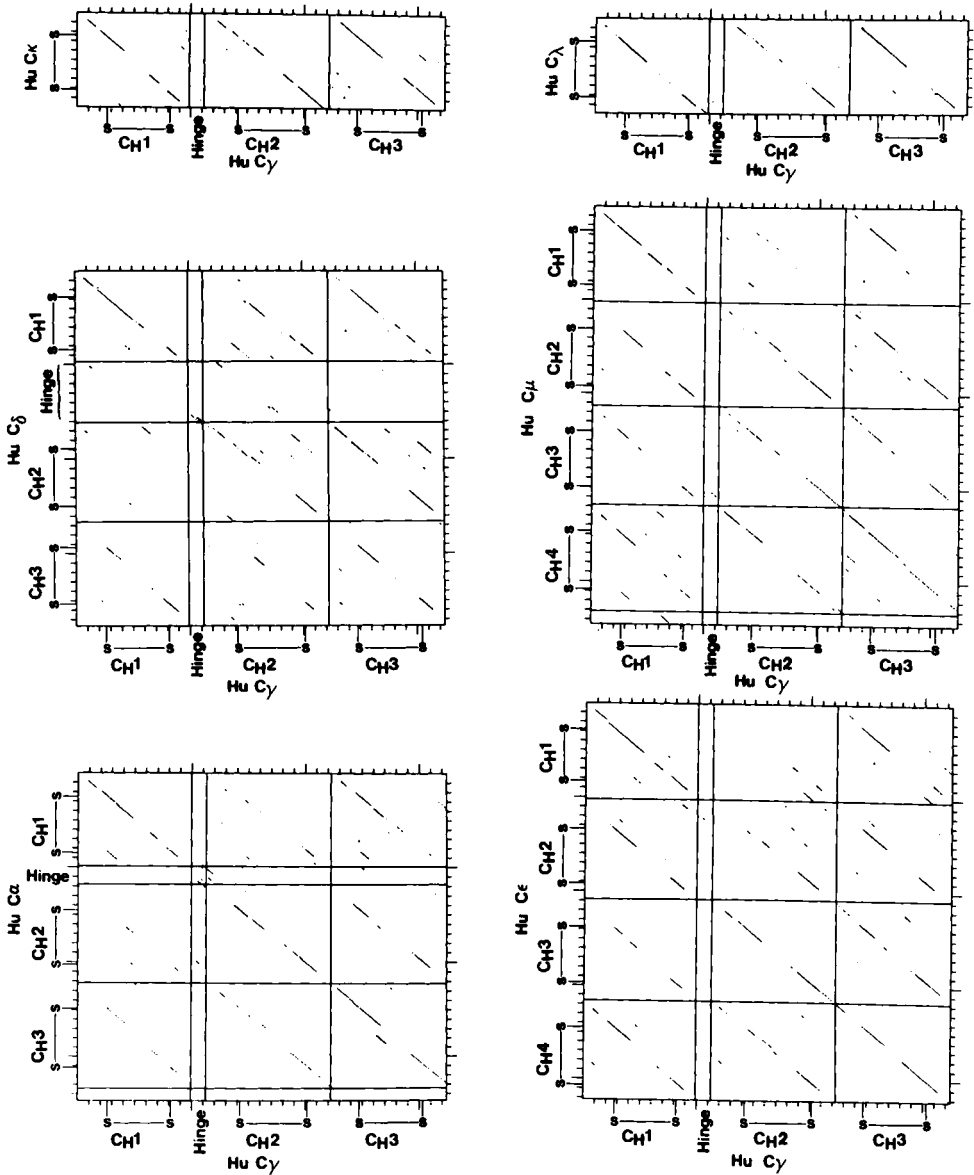 Hu Cκ
S S
S S
CH1
Hinge
S S
CH2
S S
CH3
Hu Cγ
Hu Cλ
S S
S S
CH1
Hinge
S S
CH2
S S
CH3
Hu Cγ
Hu Cδ
S S
CH1
Hinge
S S
CH2
S S
CH3
S S
CH1
Hinge
S S
CH2
S S
CH3
Hu Cγ
Hu Cμ
S S
CH1
S S
CH2
S S
CH3
S S
CH4
S S
CH1
Hinge
S S
CH2
S S
CH3
Hu Cγ
Hu Cα
S S
CH1
Hinge
S S
CH2
S S
CH3
S S
CH1
Hinge
S S
CH2
S S
CH3
Hu Cγ
Hu Cε
S S
CH1
S S
CH2
S S
CH3
S S
CH4
S S
CH1
Hinge
S S
CH2
S S
CH3
Hu Cγ